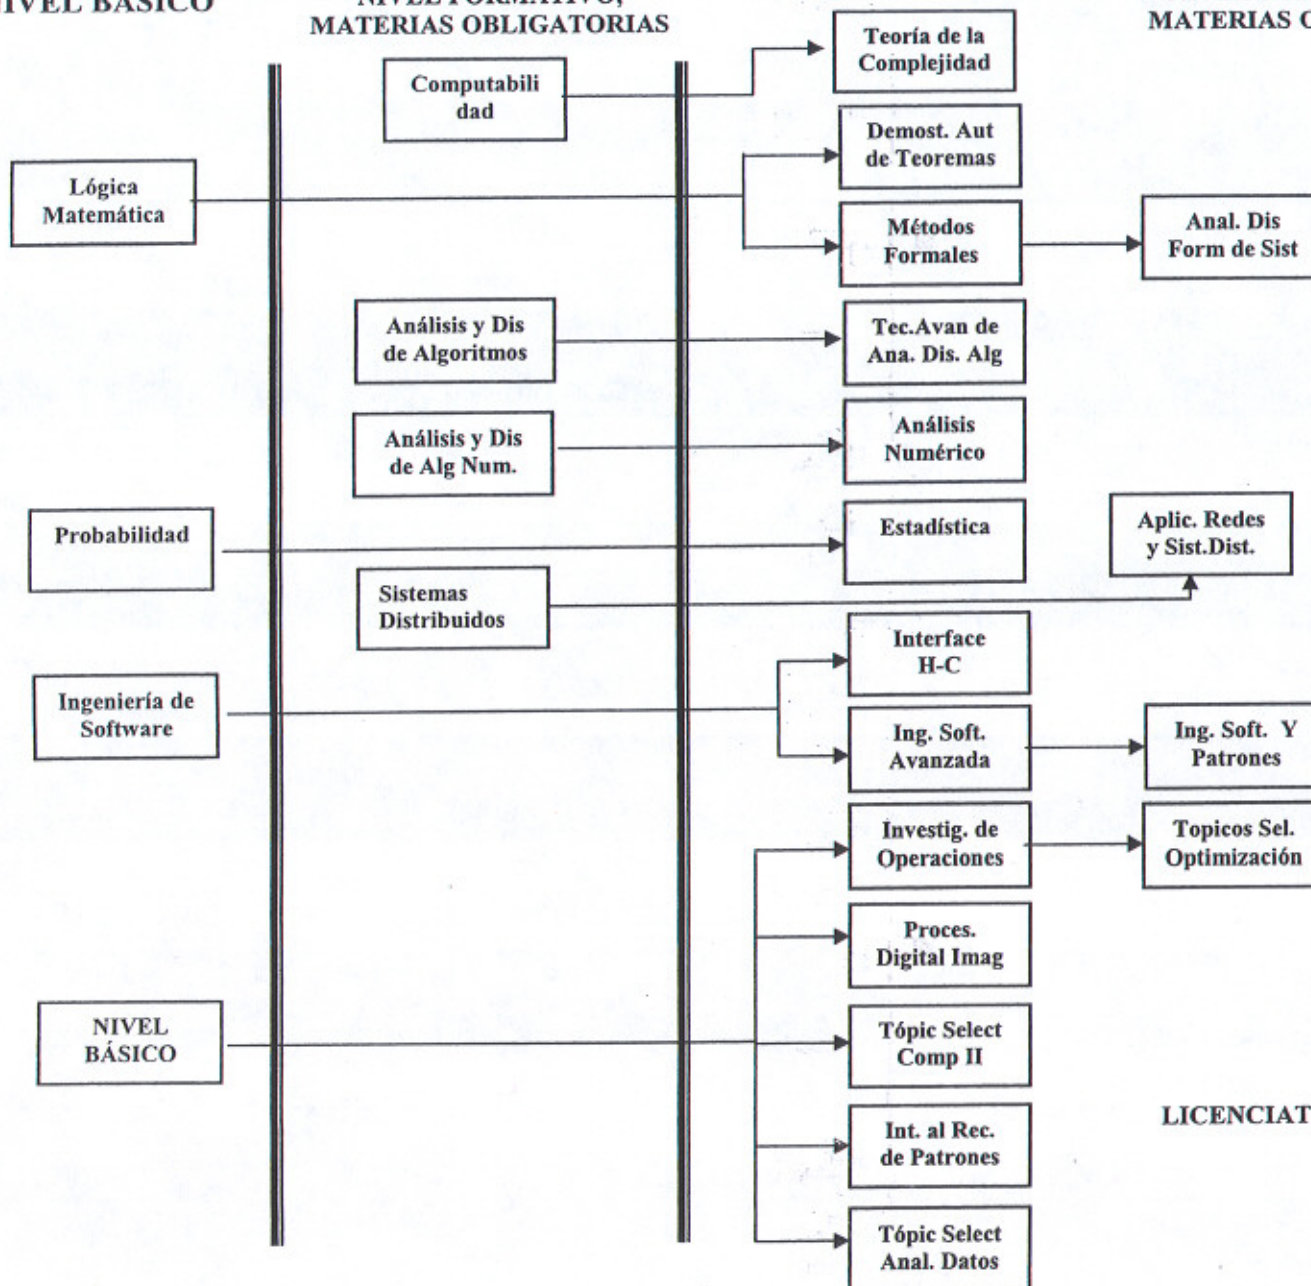 NIVEL BÁSICO
NIVEL FORMATIVO,
MATERIAS OBLIGATORIAS
MATERIAS O
Teoría de la
Complejidad
Computabili
dad
Demost. Aut
de Teoremas
Lógica
Matemática
Métodos
Formales
Anal. Dis
Form de Sist
Análisis y Dis
de Algoritmos
Tec.Avan de
Ana. Dis. Alg
Análisis y Dis
de Alg Num.
Análisis
Numérico
Probabilidad
Estadística
Aplic. Redes
y Sist.Dist.
Sistemas
Distribuidos
Interface
H-C
Ingeniería de
Software
Ing. Soft.
Avanzada
Ing. Soft. Y
Patrones
Investig. de
Operaciones
Topicos Sel.
Optimización
Proces.
Digital Imag
NIVEL
BÁSICO
Tópic Select
Comp II
LICENCIAT
Int. al Rec.
de Patrones
Tópic Select
Anal. Datos